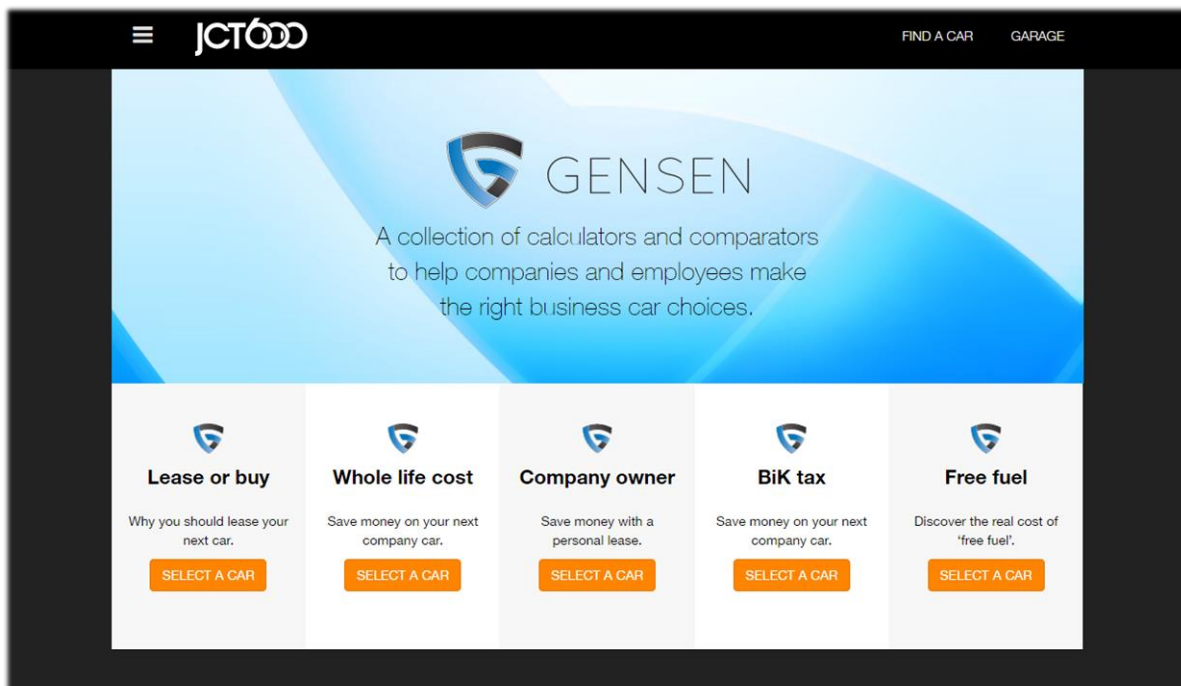 JCT600
FIND A CAR
GARAGE
GENSEN
A collection of calculators and comparators
to help companies and employees make
the right business car choices.
Lease or buy
Why you should lease your
next car.
SELECT A CAR
Whole life cost
Save money on your next
company car.
SELECT A CAR
Company owner
Save money with a
personal lease.
SELECT A CAR
BiK tax
Save money on your next
company car.
SELECT A CAR
Free fuel
Discover the real cost of
‘free fuel’.
SELECT A CAR